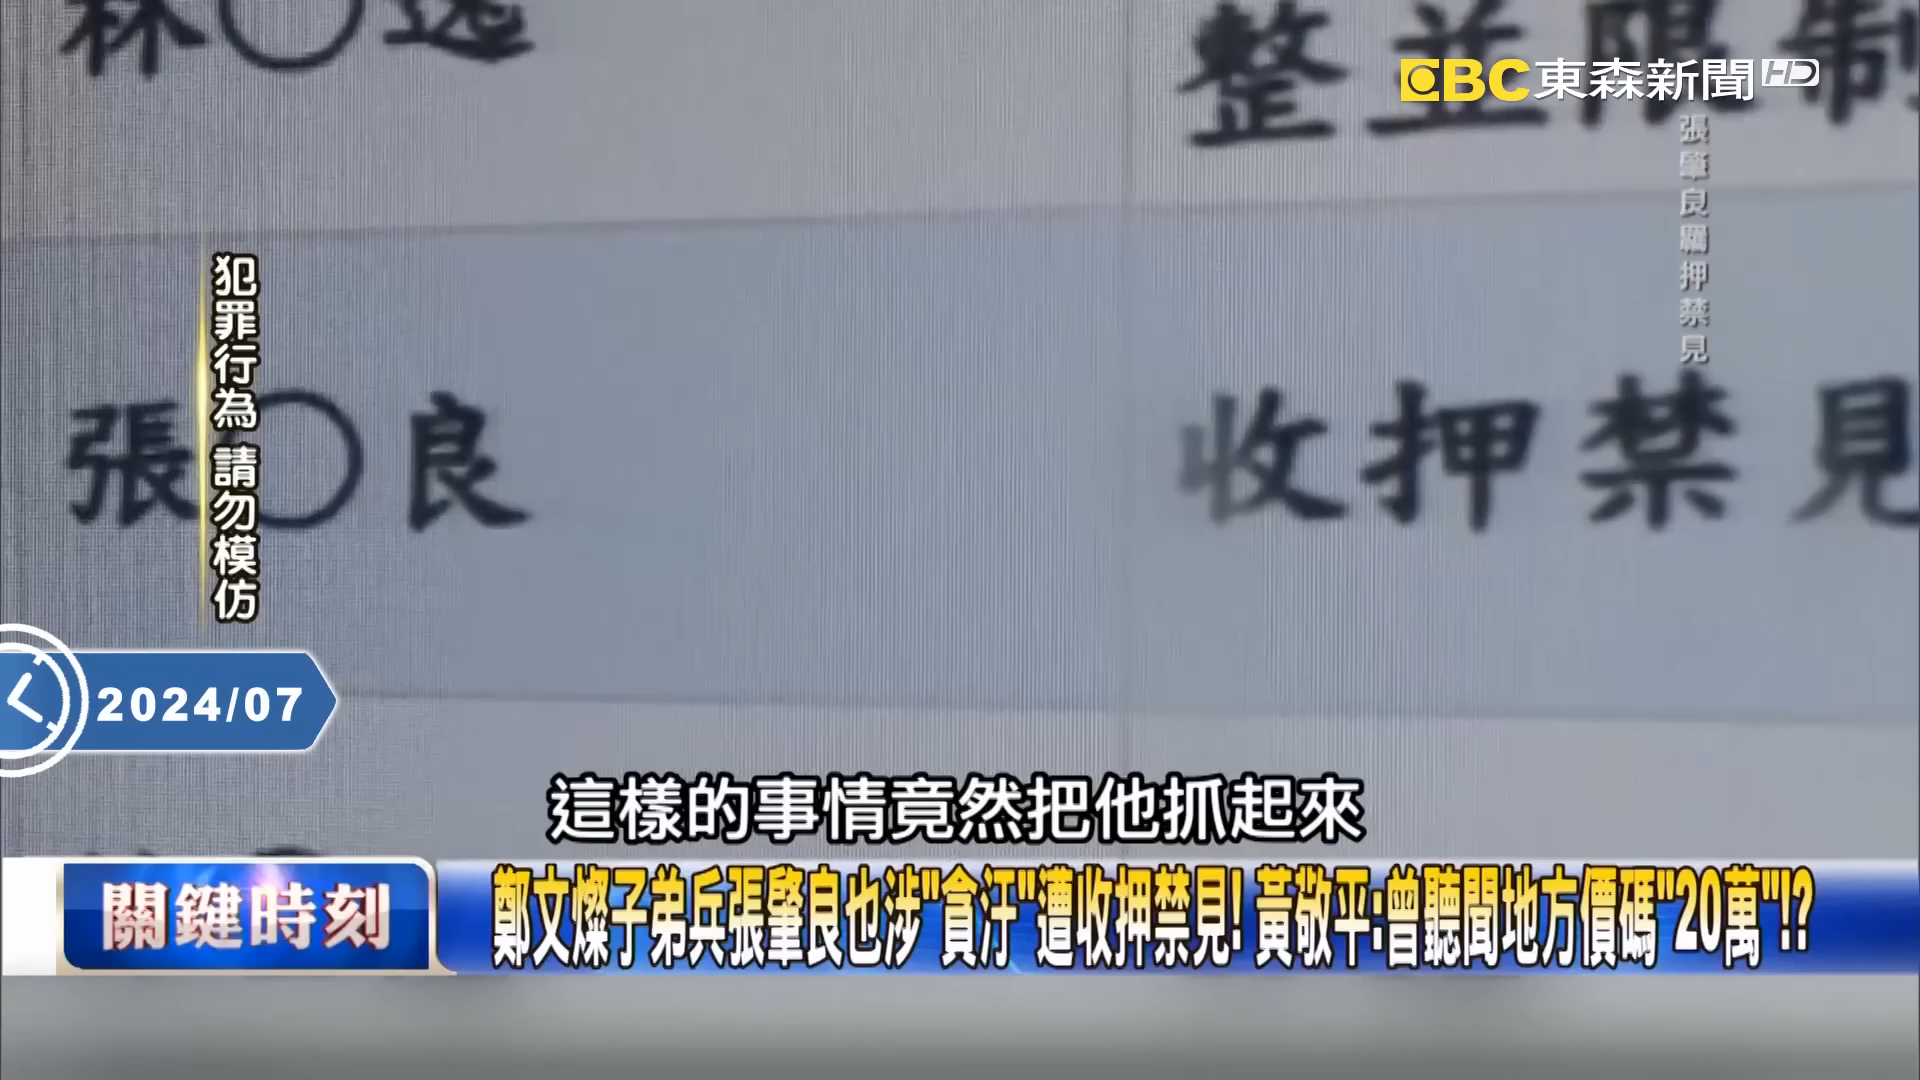 林○逸
整並限制
EBC東森新聞HD
張肇良羈押禁見
犯罪行為 請勿模仿
張○良
收押禁見
2024/07
這樣的事情竟然把他抓起來
關鍵時刻
鄭文燦子弟兵張肇良也涉"貪汙"遭收押禁見! 黃敬平:曾聽聞地方價碼"20萬"!?